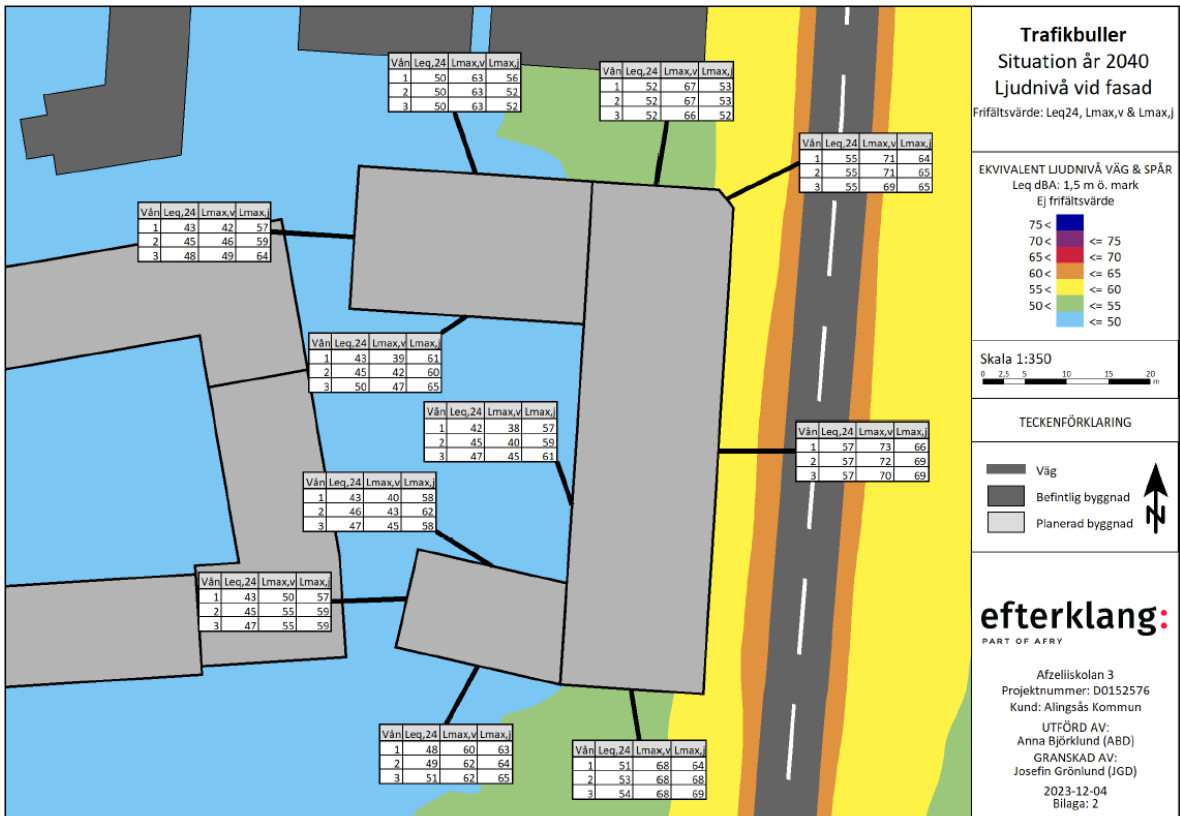 Vån Leq,24 Lmax,v Lmax,j
1 50 63 56
2 50 63 52
3 50 63 52
Vån Leq,24 Lmax,v Lmax,j
1 52 67 53
2 52 67 53
3 52 66 52
Vån Leq,24 Lmax,v Lmax,j
1 55 71 64
2 55 71 65
3 55 69 65
Vån Leq,24 Lmax,v Lmax,j
1 43 42 57
2 45 46 59
3 48 49 64
Vån Leq,24 Lmax,v Lmax,j
1 43 39 61
2 45 42 60
3 50 47 65
Vån Leq,24 Lmax,v Lmax,j
1 42 38 57
2 45 40 59
3 47 45 61
Vån Leq,24 Lmax,v Lmax,j
1 57 73 66
2 57 72 69
3 57 70 69
Vån Leq,24 Lmax,v Lmax,j
1 43 40 58
2 46 43 62
3 47 45 58
Vån Leq,24 Lmax,v Lmax,j
1 43 50 57
2 45 55 59
3 47 55 59
Vån Leq,24 Lmax,v Lmax,j
1 48 60 63
2 49 62 64
3 51 62 65
Vån Leq,24 Lmax,v Lmax,j
1 51 68 64
2 53 68 68
3 54 68 69
Trafikbuller
Situation år 2040
Ljudnivå vid fasad
Frifältsvärde: Leq24, Lmax,v & Lmax,j
EKVIVALENT LJUDNIVÅ VÄG & SPÅR
Leq dBA: 1,5 m ö. mark
Ej frifältsvärde
75 <
70 < <= 75
65 < <= 70
60 < <= 65
55 < <= 60
50 < <= 55
<= 50
Skala 1:350
0 2,5 5 10 15 20
m
TECKENFÖRKLARING
Väg
Befintlig byggnad
Planerad byggnad
N
efterklang:
PART OF AFRY
Afzeliiskolan 3
Projektnummer: D0152576
Kund: Alingsås Kommun
UTFÖRD AV:
Anna Björklund (ABD)
GRANSKAD AV:
Josefin Grönlund (JGD)
2023-12-04
Bilaga: 2